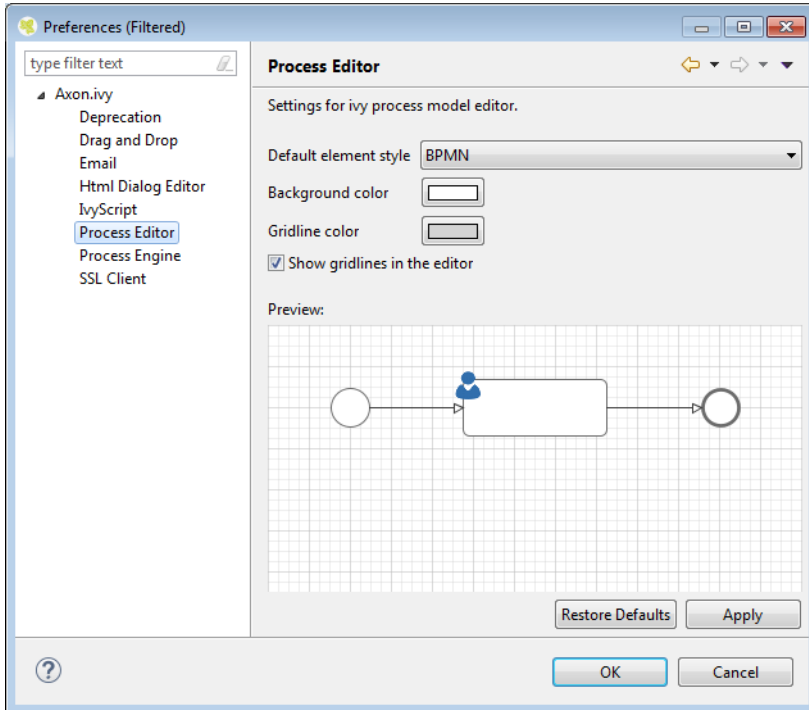 Preferences (Filtered)
type filter text
Axon.ivy
Deprecation
Drag and Drop
Email
Html Dialog Editor
IvyScript
Process Editor
Process Engine
SSL Client
Process Editor
Settings for ivy process model editor.
Default element style BPMN
Background color
Gridline color
Show gridlines in the editor
Preview:
Restore Defaults Apply
? OK Cancel